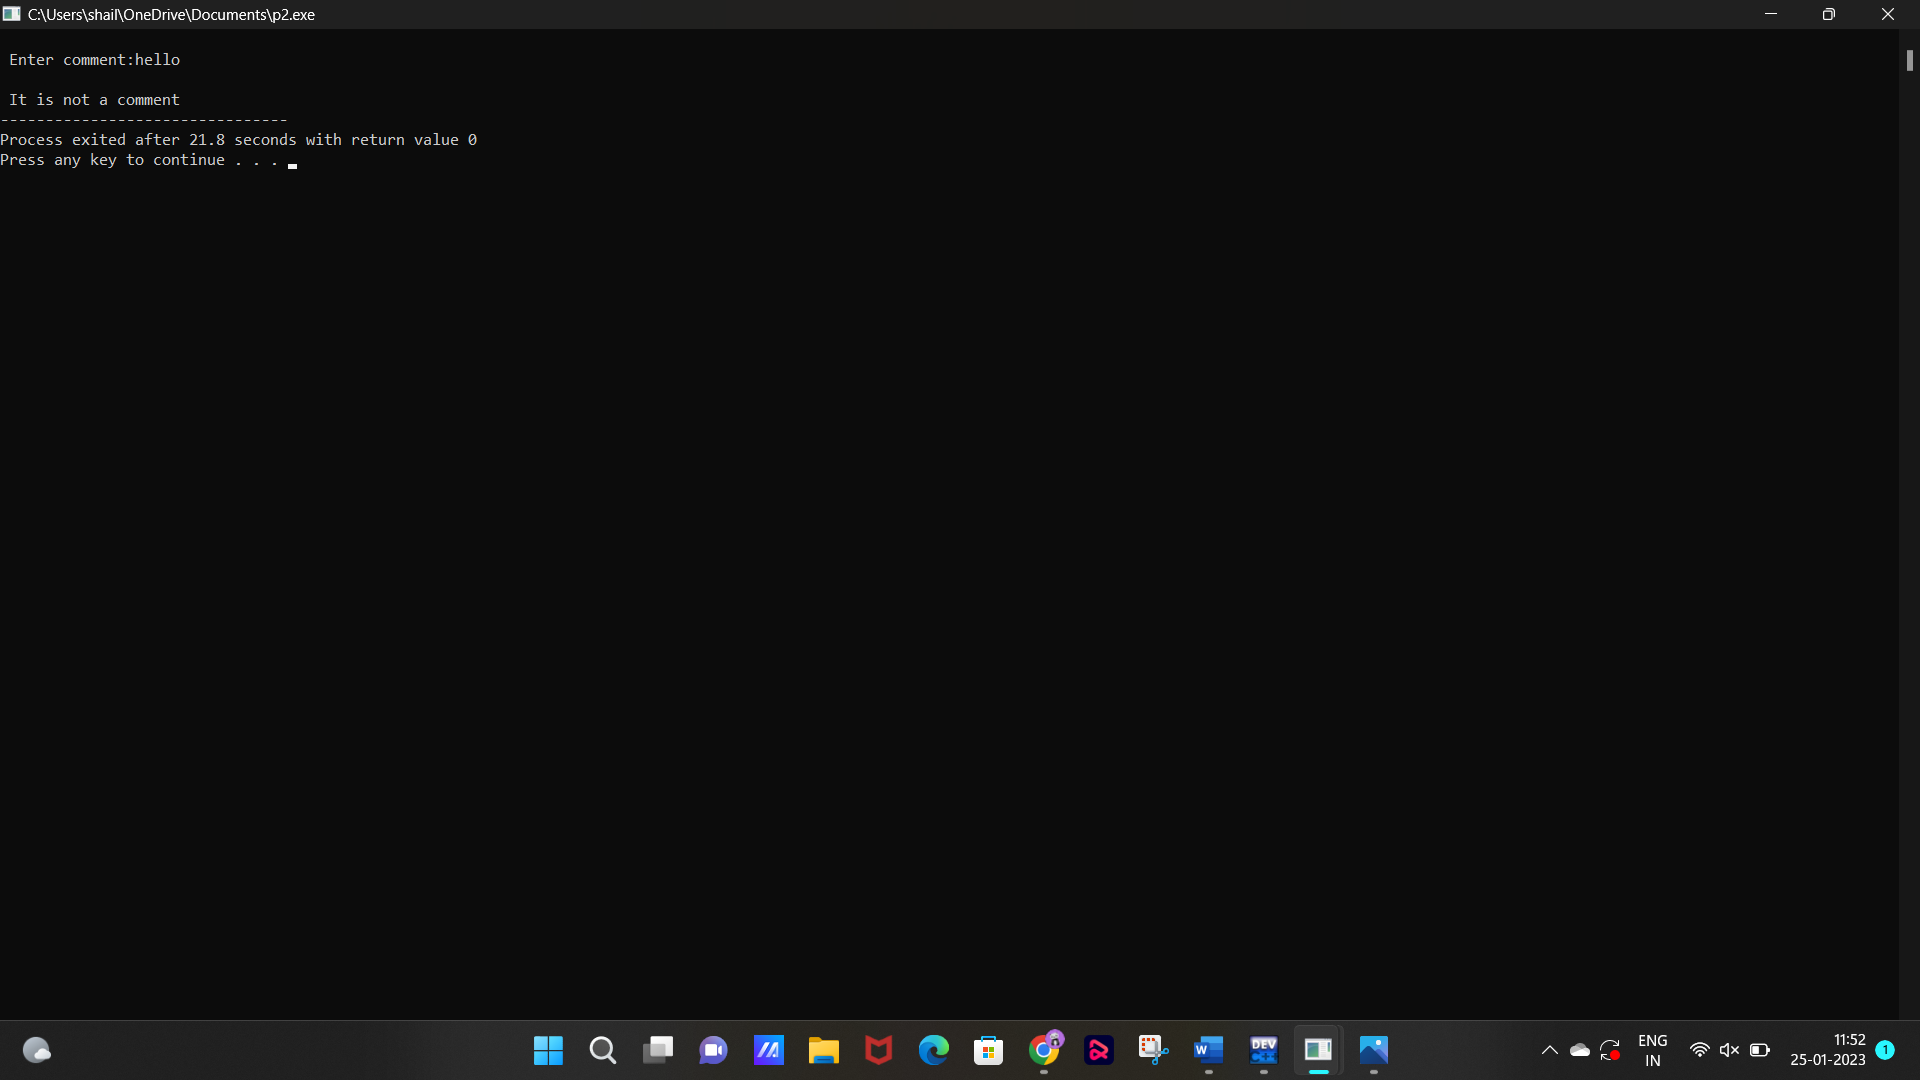 C:\Users\shail\OneDrive\Documents\p2.exe
Enter comment:hello
It is not a comment
--------------------------------
Process exited after 21.8 seconds with return value 0
Press any key to continue . . .
W
DEV
C++
ENG
IN
11:52
25-01-2023
1